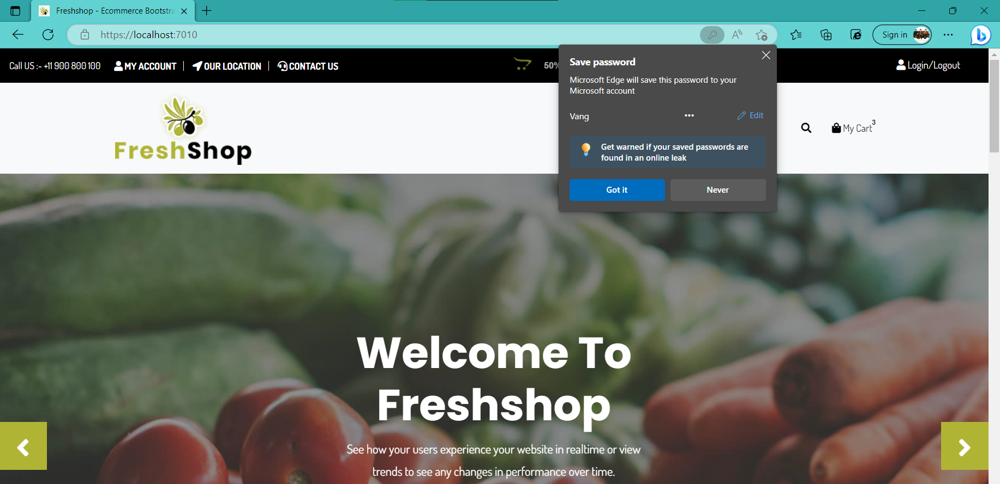 Freshshop - Ecommerce Bootstra
https://localhost:7010
Sign in
Call US :- +11 900 800 100
MY ACCOUNT
OUR LOCATION
CONTACT US
50%
Login/Logout
Save password
Microsoft Edge will save this password to your
Microsoft account
Vang
•••
Edit
Get warned if your saved passwords are
found in an online leak
Got it
Never
FreshShop
My Cart 3
Welcome To
Freshshop
See how your users experience your website in realtime or view
trends to see any changes in performance over time.